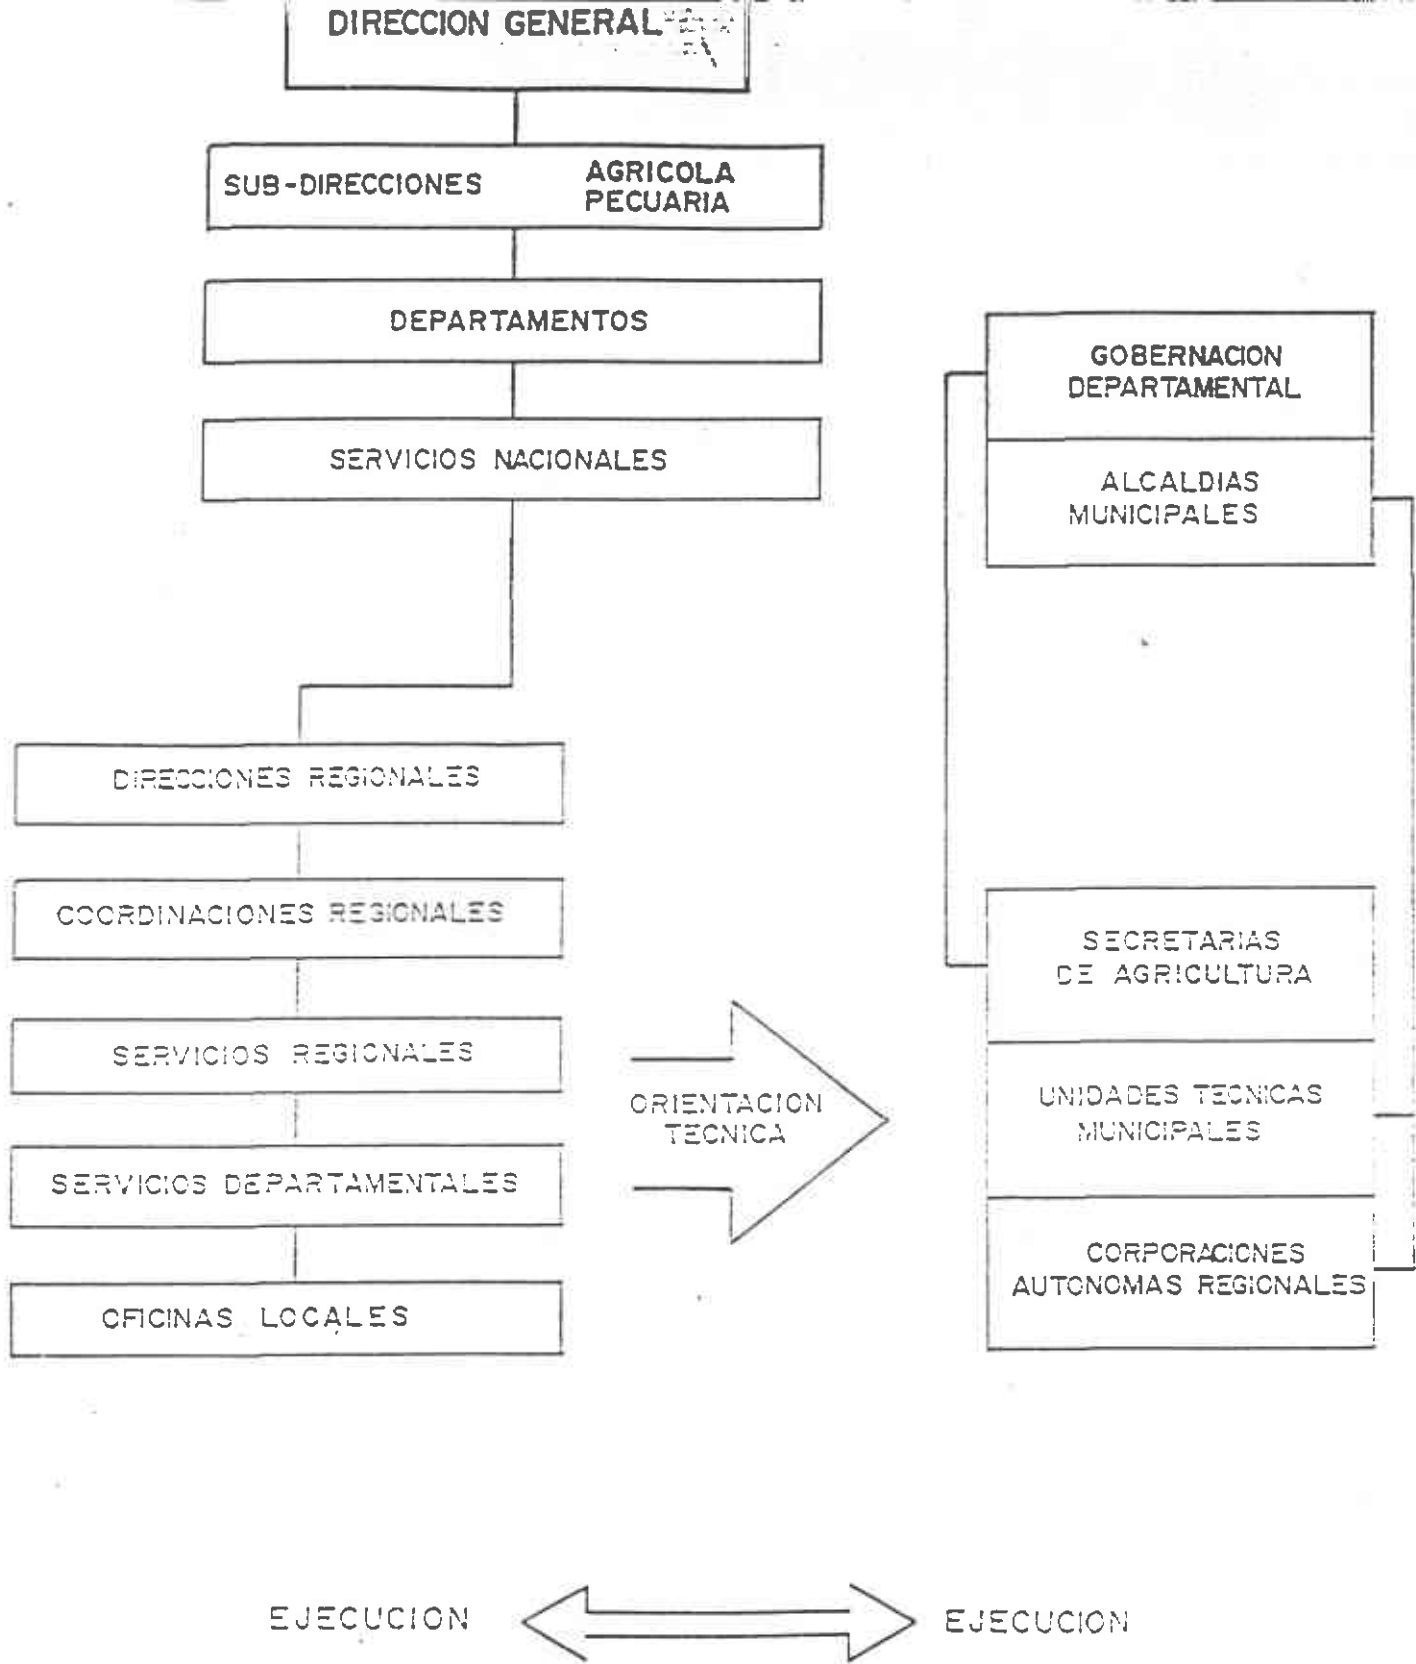 DIRECCION GENERAL
SUB-DIRECCIONES AGRICOLA
PECUARIA
DEPARTAMENTOS
SERVICIOS NACIONALES
GOBERNACION
DEPARTAMENTAL
ALCALDIAS
MUNICIPALES
DIRECCIONES REGIONALES
COORDINACIONES REGIONALES
SERVICIOS REGIONALES
SERVICIOS DEPARTAMENTALES
OFICINAS LOCALES
ORIENTACION
TECNICA
SECRETARIAS
DE AGRICULTURA
UNIDADES TECNICAS
MUNICIPALES
CORPORACIONES
AUTONOMAS REGIONALES
EJECUCION
EJECUCION